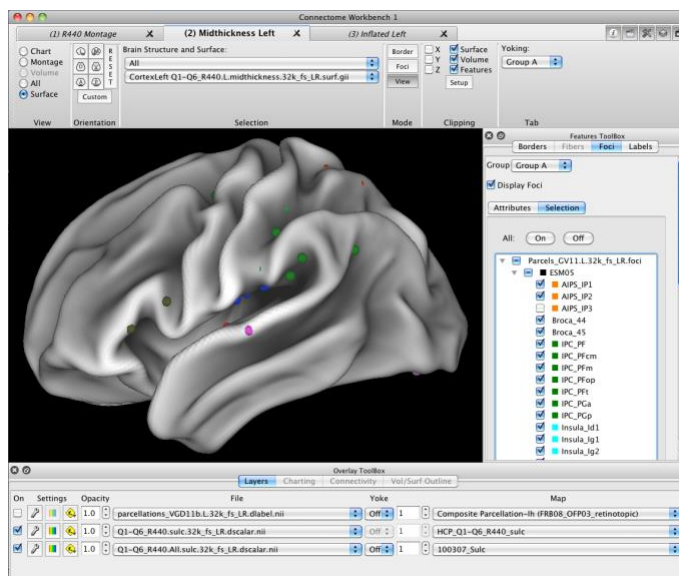 Connectome Workbench 1
(1) R440 Montage X (2) Midthickness Left X (3) Inflated Left X
Chart
Montage
Volume
All
Surface
View
RESET
Custom
Orientation
Brain Structure and Surface:
All
CortexLeft Q1-Q6_R440.L.midthickness.32k_fs_LR.surf.gii
Selection
Border
Foci
View
Mode
X Surface
Y Volume
Z Features
Setup
Clipping
Yoking:
Group A
Tab
Features ToolBox
Borders Fibers Foci Labels
Group Group A
Display Foci
Attributes Selection
All: On Off
Parcels_GV11.L.32k_fs_LR.foci
ESM05
AIPS_IP1
AIPS_IP2
AIPS_IP3
Broca_44
Broca_45
IPC_PF
IPC_PFcm
IPC_PFm
IPC_PFop
IPC_PFt
IPC_PGa
IPC_PGp
Insula_Id1
Insula_Ig1
Insula_Ig2
Overlay ToolBox
Layers Charting Connectivity Vol/Surf Outline
On Settings Opacity File Yoke Map
1.0 parcellations_VGD11b.L.32k_fs_LR.dlabel.nii Off 1 Composite Parcellation-lh (FRB08_OFP03_retinotopic)
1.0 Q1-Q6_R440.sulc.32k_fs_LR.dscalar.nii Off 1 HCP_Q1-Q6_R440_sulc
1.0 Q1-Q6_R440.All.sulc.32k_fs_LR.dscalar.nii Off 1 100307_Sulc